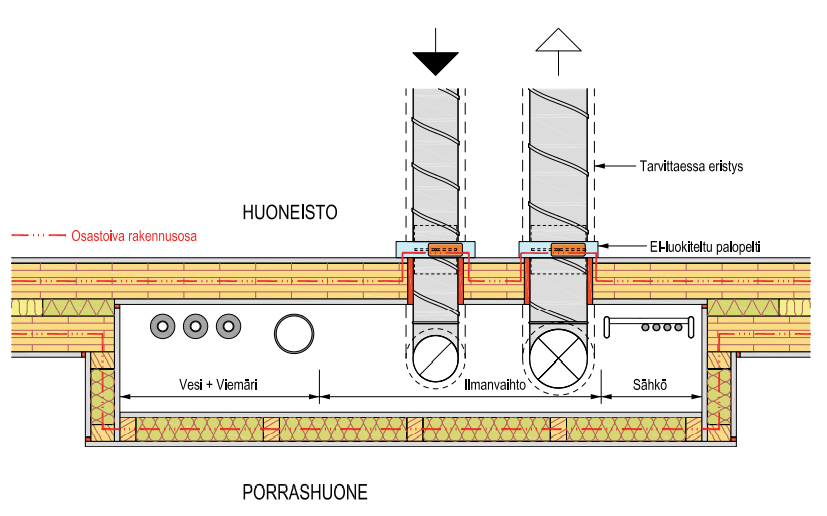 Tarvittaessa eristys
HUONEISTO
Osastoiva rakennusosa
EI-luokiteltu palopelti
Vesi + Viemäri
Ilmanvaihto
Sähkö
PORRASHUONE